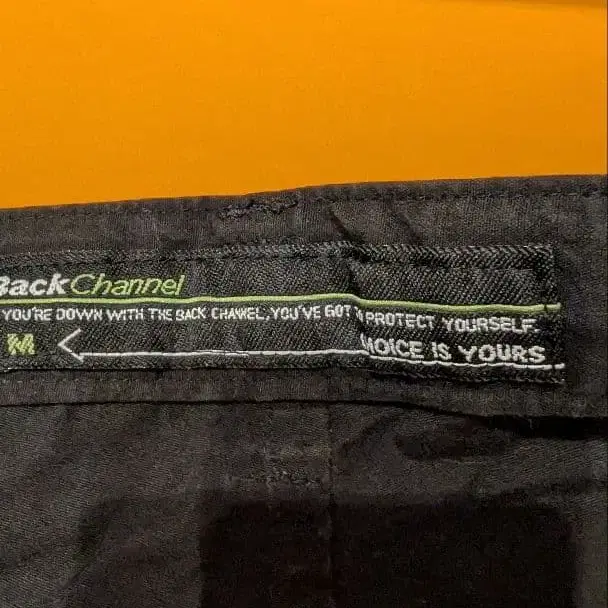 BackChannel
YOU'RE DOWN WITH THE BACK CHANNEL, YOU'VE GOT PROTECT YOURSELF.
M HOICE IS YOURS